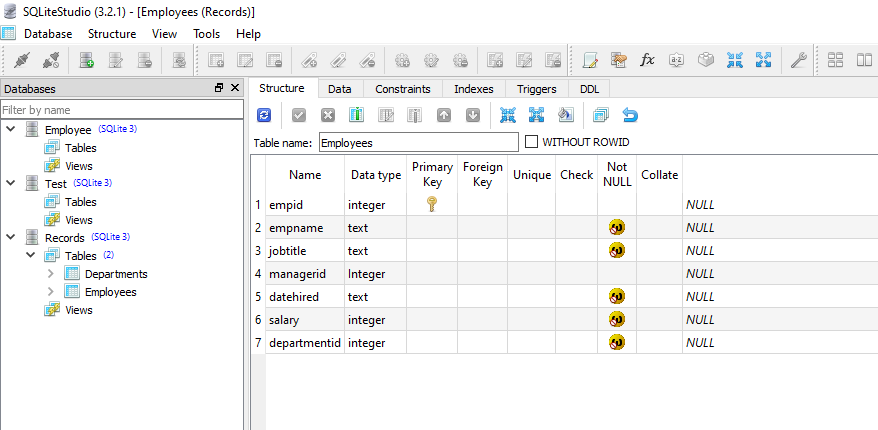 SQLiteStudio (3.2.1) - [Employees (Records)]
Database Structure View Tools Help
Databases
Filter by name
Employee (SQLite 3)
Tables
Views
Test (SQLite 3)
Tables
Views
Records (SQLite 3)
Tables (2)
Departments
Employees
Views
Structure Data Constraints Indexes Triggers DDL
Table name: Employees WITHOUT ROWID
Name Data type Primary Key Foreign Key Unique Check Not NULL Collate
1 empid integer NULL
2 empname text NULL
3 jobtitle text NULL
4 managerid Integer NULL
5 datehired text NULL
6 salary integer NULL
7 departmentid integer NULL